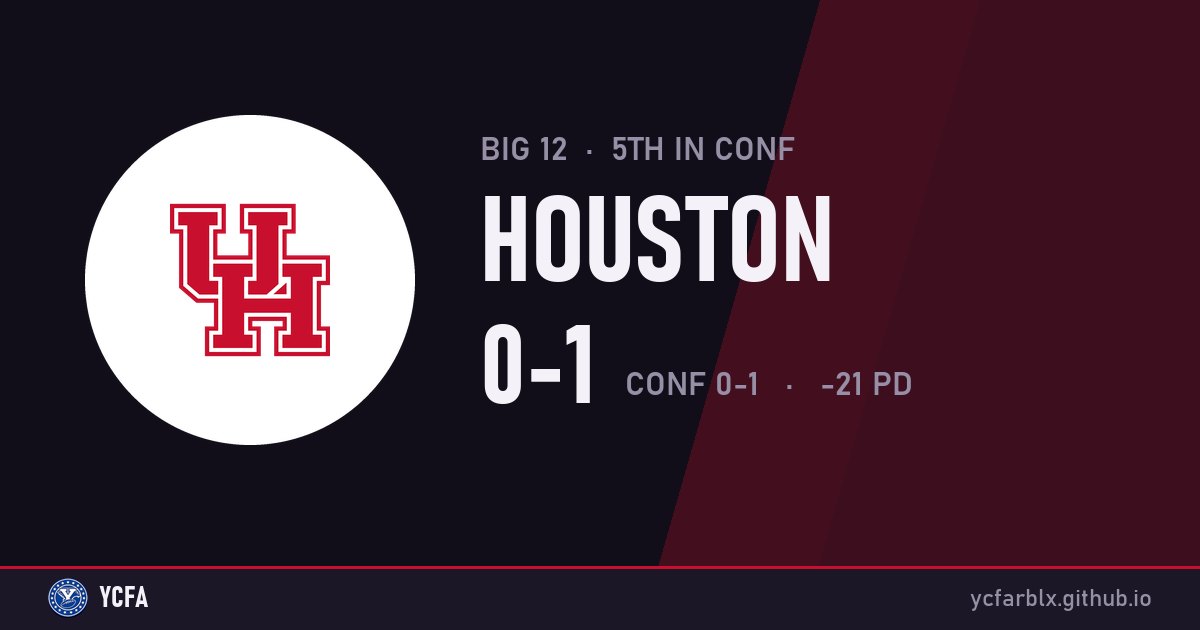 BIG 12 · 5TH IN CONF
HOUSTON
UH
0-1 CONF 0-1 · -21 PD
YCFA
ycfarblx.github.io